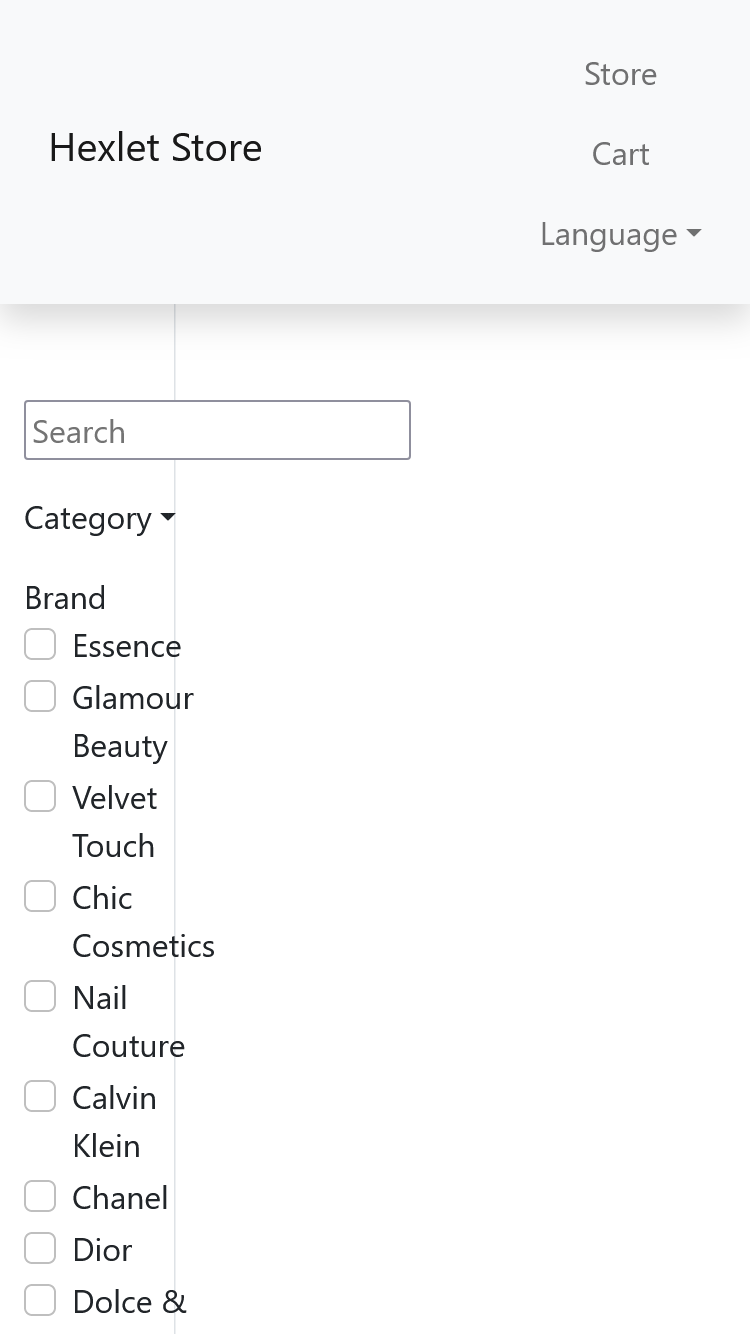 Store
Hexlet Store
Cart
Language
Search
Category
Brand
Essence
Glamour
Beauty
Velvet
Touch
Chic
Cosmetics
Nail
Couture
Calvin
Klein
Chanel
Dior
Dolce &